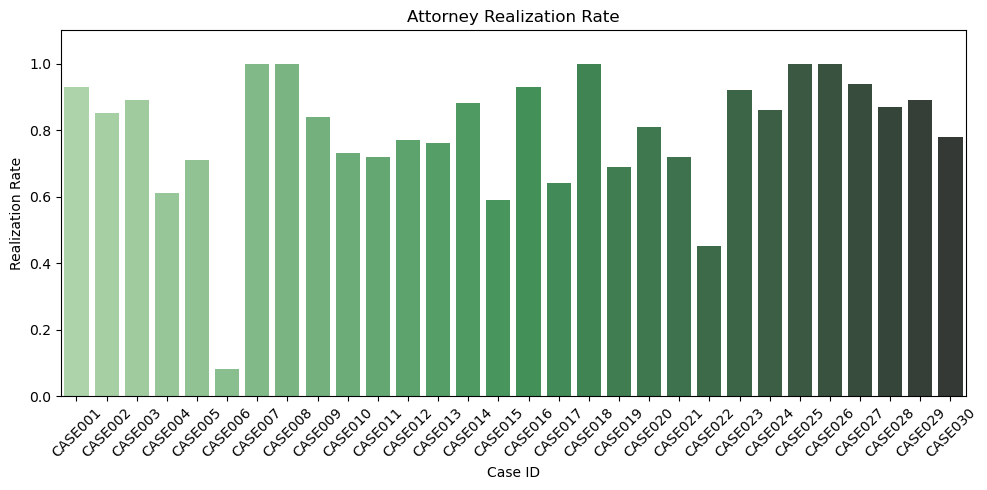 Attorney Realization Rate
Realization Rate
1.0
0.8
0.6
0.4
0.2
0.0
CASE001
CASE002
CASE003
CASE004
CASE005
CASE006
CASE007
CASE008
CASE009
CASE010
CASE011
CASE012
CASE013
CASE014
CASE015
CASE016
CASE017
CASE018
CASE019
CASE020
CASE021
CASE022
CASE023
CASE024
CASE025
CASE026
CASE027
CASE028
CASE029
CASE030
Case ID